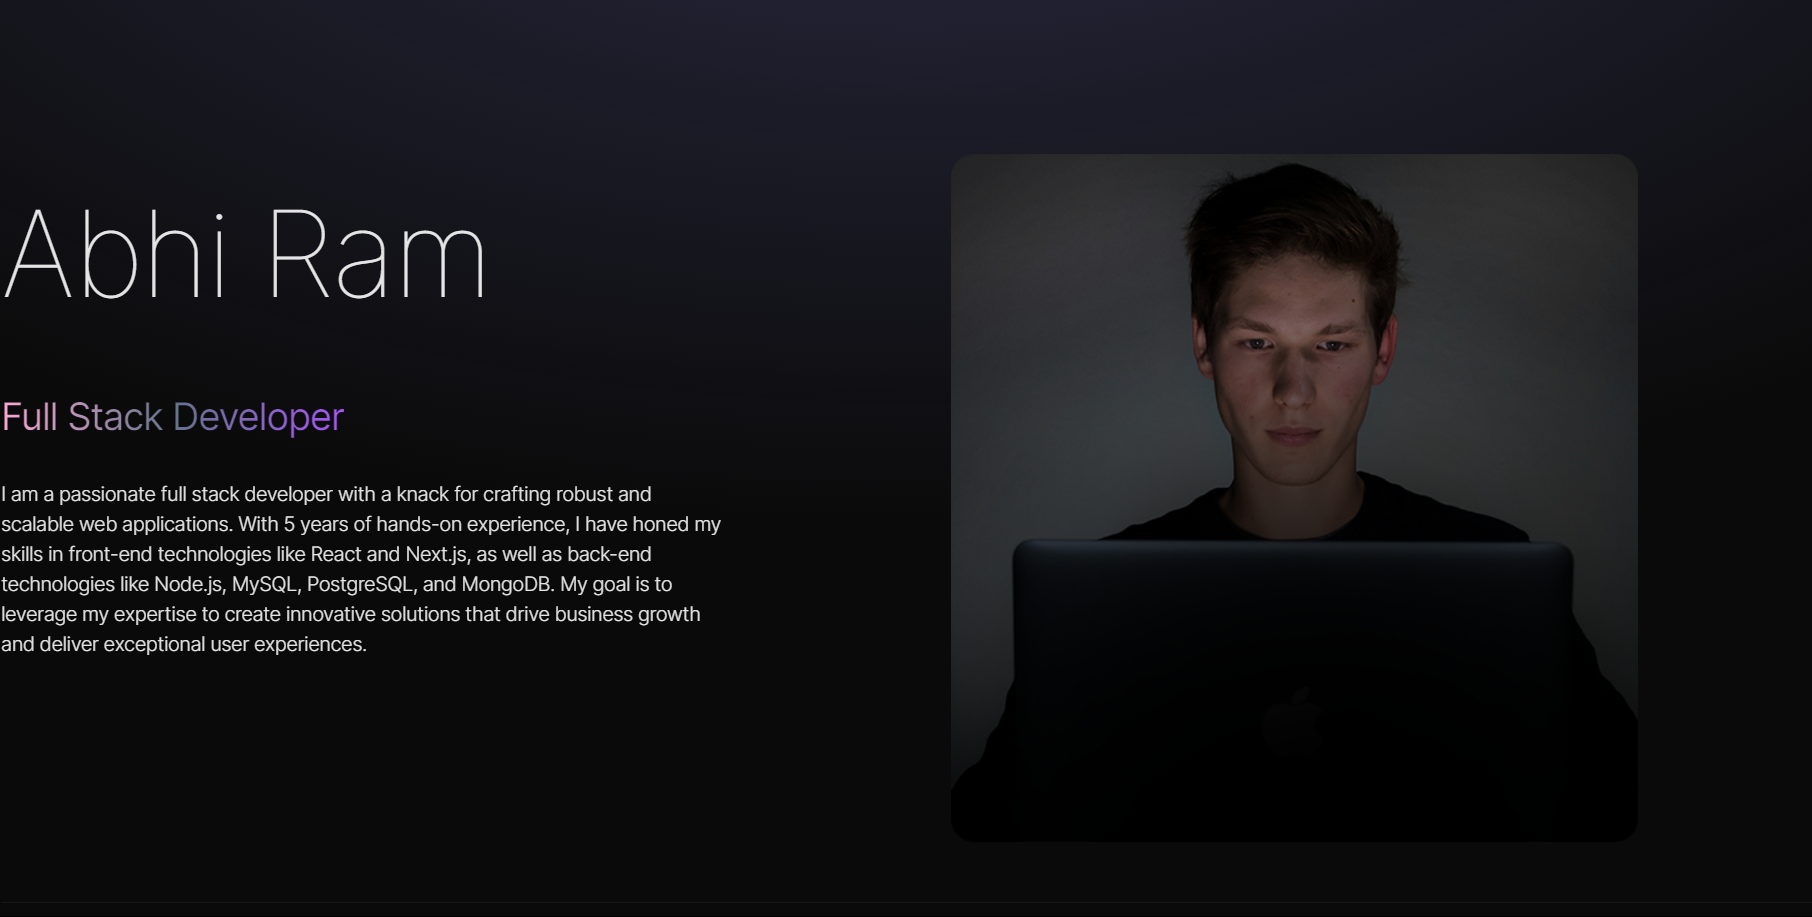 Abhi Ram
Full Stack Developer
I am a passionate full stack developer with a knack for crafting robust and
scalable web applications. With 5 years of hands-on experience, I have honed my
skills in front-end technologies like React and Next.js, as well as back-end
technologies like Node.js, MySQL, PostgreSQL, and MongoDB. My goal is to
leverage my expertise to create innovative solutions that drive business growth
and deliver exceptional user experiences.